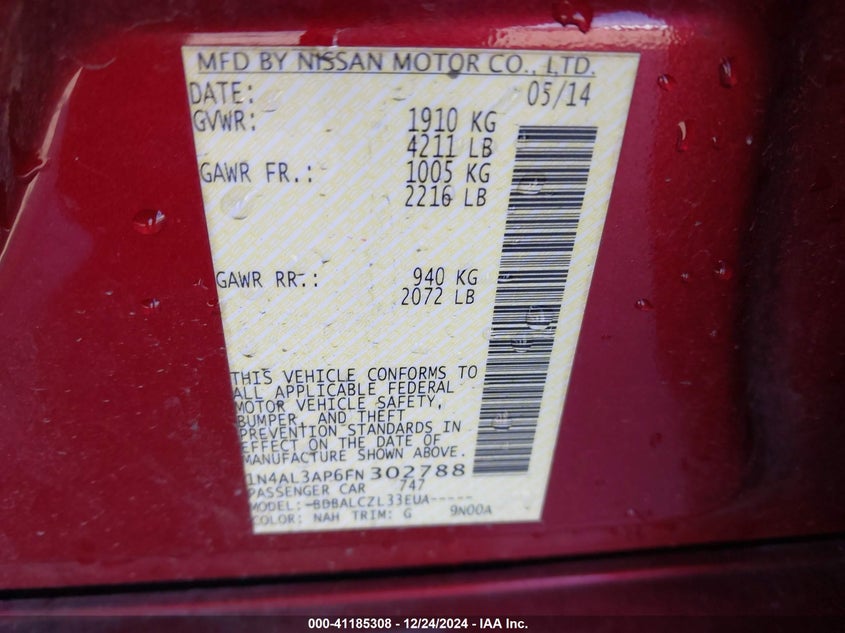 MFD BY NISSAN MOTOR CO., LTD.
DATE: 05/14
GVWR: 1910 KG
4211 LB
GAWR FR.: 1005 KG
2216 LB
GAWR RR.: 940 KG
2072 LB
THIS VEHICLE CONFORMS TO
ALL APPLICABLE FEDERAL
MOTOR VEHICLE SAFETY,
BUMPER, AND THEFT
PREVENTION STANDARDS IN
EFFECT ON THE DATE OF
MANUFACTURE SHOWN ABOVE.
1N4AL3AP6FN302788
PASSENGER CAR 747
MODEL: BDBALCZL33EUA-----
COLOR: NAH TRIM: G 9N00A
000-41185308 - 12/24/2024 - IAA Inc.